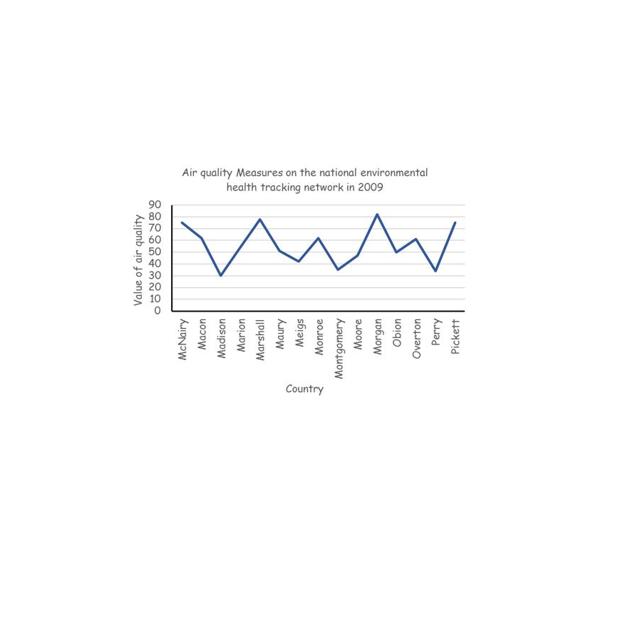 Air quality Measures on the national environmental
health tracking network in 2009
Value of air quality
90
80
70
60
50
40
30
20
10
0
McNairy
Macon
Madison
Marion
Marshall
Maury
Meigs
Monroe
Montgomery
Moore
Morgan
Obion
Overton
Perry
Pickett
Country